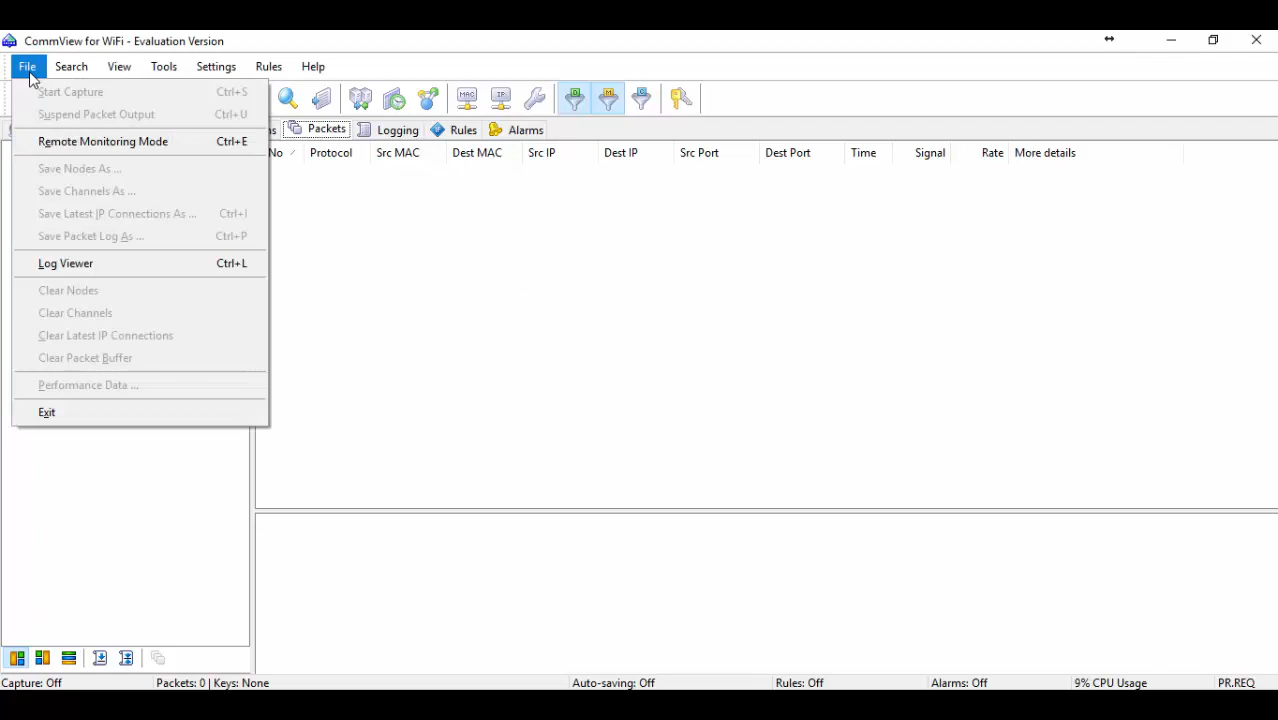 CommView for WiFi - Evaluation Version
File Search View Tools Settings Rules Help
Start Capture Ctrl+S
Suspend Packet Output Ctrl+U
Remote Monitoring Mode Ctrl+E
Save Nodes As ...
Save Channels As ...
Save Latest IP Connections As ... Ctrl+I
Save Packet Log As ... Ctrl+P
Log Viewer Ctrl+L
Clear Nodes
Clear Channels
Clear Latest IP Connections
Clear Packet Buffer
Performance Data ...
Exit
MAC IP D M C
Packets Logging Rules Alarms
No Protocol Src MAC Dest MAC Src IP Dest IP Src Port Dest Port Time Signal Rate More details
Capture: Off Packets: 0 | Keys: None Auto-saving: Off Rules: Off Alarms: Off 9% CPU Usage PR.REQ